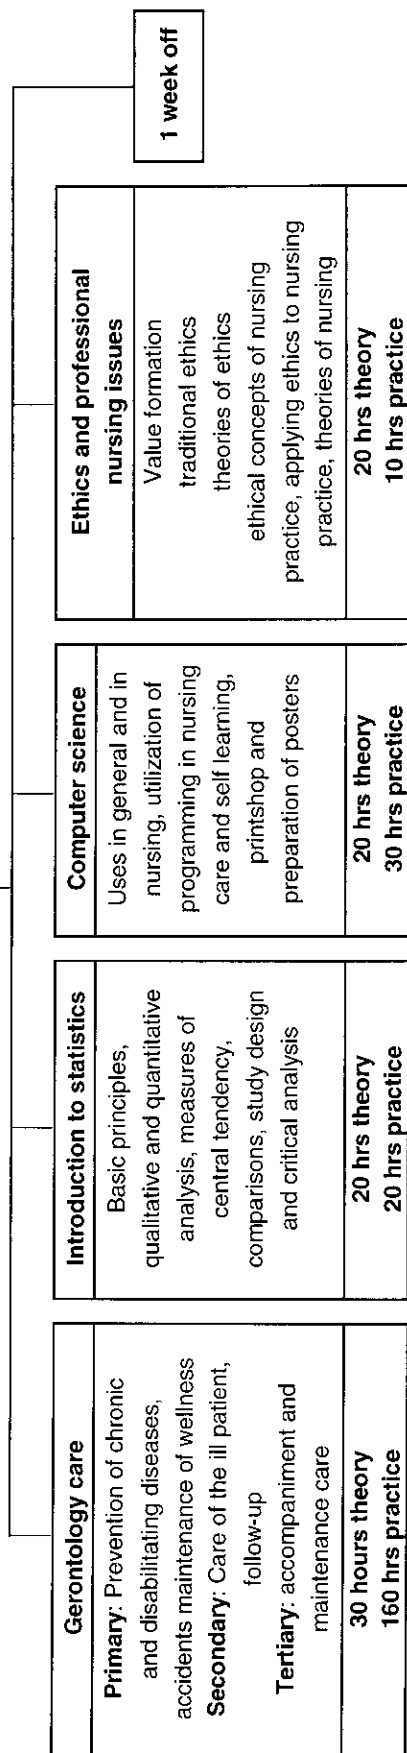 Gerontology care
Primary: Prevention of chronic
and disabilitating diseases,
accidents maintenance of wellness
Secondary: Care of the ill patient,
follow-up
Tertiary: accompaniment and
maintenance care
30 hours theory
160 hrs practice
Introduction to statistics
Basic principles,
qualitative and quantitative
analysis, measures of
central tendency,
comparisons, study design
and critical analysis
20 hrs theory
20 hrs practice
Computer science
Uses in general and in
nursing, utilization of
programming in nursing
care and self learning,
printshop and
preparation of posters
20 hrs theory
30 hrs practice
Ethics and professional
nursing issues
Value formation
traditional ethics
theories of ethics
ethical concepts of nursing
practice, applying ethics to nursing
practice, theories of nursing
20 hrs theory
10 hrs practice
1 week off